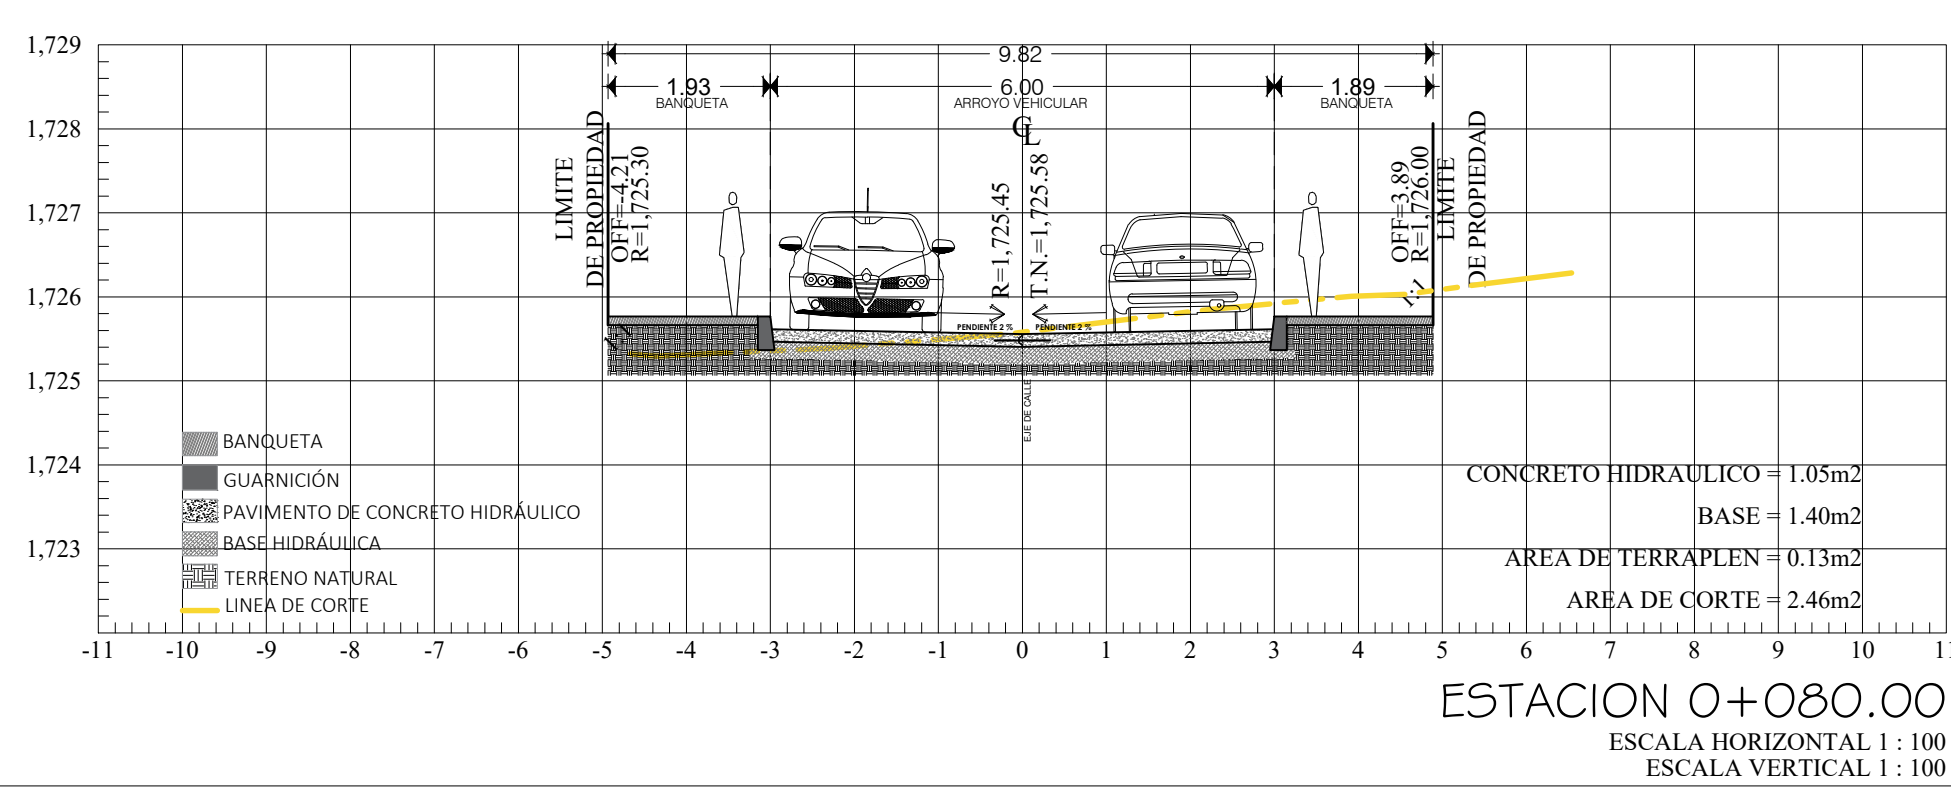 1,729
1,728
1,727
1,726
1,725
1,724
1,723
9.82
1.93
6.00
1.89
BANQUETA
ARROYO VEHICULAR
BANQUETA
CL
LIMITE
DE PROPIEDAD
OFF=-4.21
R=1,725.30
R=1,725.45
T.N.=1,725.58
OFF=3.89
R=1,726.00
LIMITE
DE PROPIEDAD
1:1
1:1
PENDIENTE 2 %
PENDIENTE 2 %
EJE DE CALLE
BANQUETA
GUARNICIÓN
PAVIMENTO DE CONCRETO HIDRÁULICO
BASE HIDRÁULICA
TERRENO NATURAL
LINEA DE CORTE
CONCRETO HIDRAULICO = 1.05m2
BASE = 1.40m2
AREA DE TERRAPLEN = 0.13m2
AREA DE CORTE = 2.46m2
-11 -10 -9 -8 -7 -6 -5 -4 -3 -2 -1 0 1 2 3 4 5 6 7 8 9 10 11
ESTACION 0+080.00
ESCALA HORIZONTAL 1 : 100
ESCALA VERTICAL 1 : 100